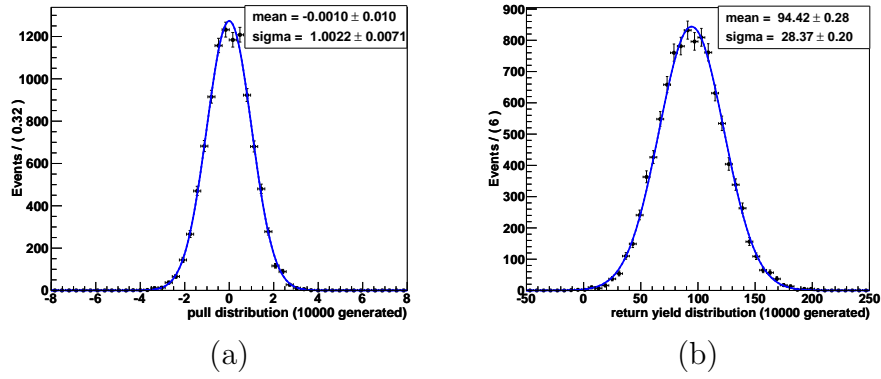 mean = -0.0010 ± 0.010
sigma = 1.0022 ± 0.0071
Events / ( 0.32 )
1200
1000
800
600
400
200
0
-8 -6 -4 -2 0 2 4 6 8
pull distribution (10000 generated)
(a)
mean = 94.42 ± 0.28
sigma = 28.37 ± 0.20
Events / ( 6 )
900
800
700
600
500
400
300
200
100
0
-50 0 50 100 150 200 250
return yield distribution (10000 generated)
(b)